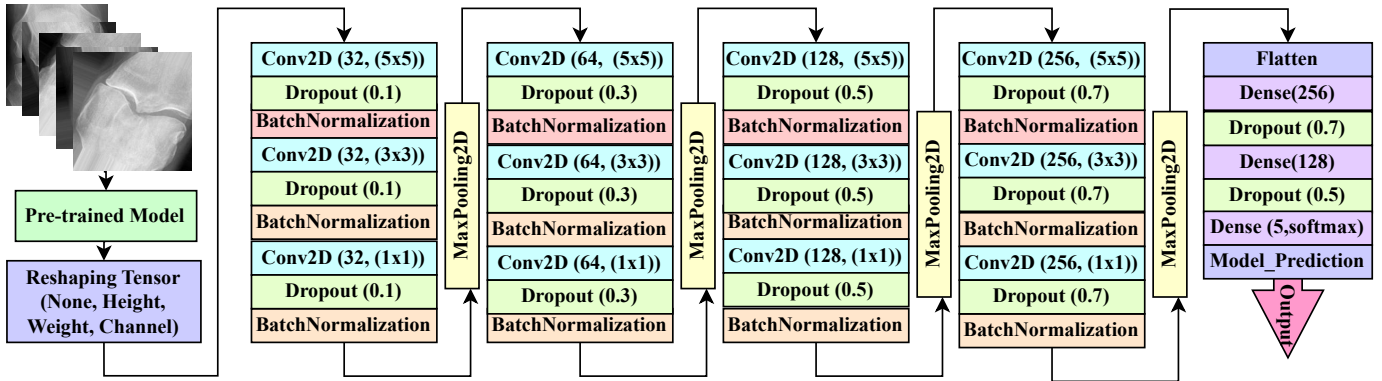 Pre-trained Model
Reshaping Tensor
(None, Height,
Weight, Channel)
Conv2D (32, (5x5))
Dropout (0.1)
BatchNormalization
Conv2D (32, (3x3))
Dropout (0.1)
BatchNormalization
Conv2D (32, (1x1))
Dropout (0.1)
BatchNormalization
MaxPooling2D
Conv2D (64, (5x5))
Dropout (0.3)
BatchNormalization
Conv2D (64, (3x3))
Dropout (0.3)
BatchNormalization
Conv2D (64, (1x1))
Dropout (0.3)
BatchNormalization
MaxPooling2D
Conv2D (128, (5x5))
Dropout (0.5)
BatchNormalization
Conv2D (128, (3x3))
Dropout (0.5)
BatchNormalization
Conv2D (128, (1x1))
Dropout (0.5)
BatchNormalization
MaxPooling2D
Conv2D (256, (5x5))
Dropout (0.7)
BatchNormalization
Conv2D (256, (3x3))
Dropout (0.7)
BatchNormalization
Conv2D (256, (1x1))
Dropout (0.7)
BatchNormalization
MaxPooling2D
Flatten
Dense(256)
Dropout (0.7)
Dense(128)
Dropout (0.5)
Dense (5,softmax)
Model_Prediction
Output